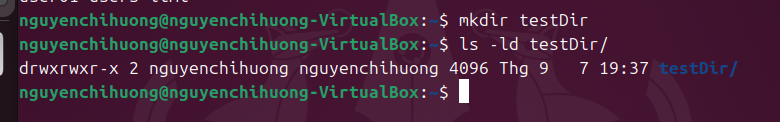 nguyenchihuong@nguyenchihuong-VirtualBox:~$ mkdir testDir
nguyenchihuong@nguyenchihuong-VirtualBox:~$ ls -ld testDir/
drwxrwxr-x 2 nguyenchihuong nguyenchihuong 4096 Thg 9   7 19:37 testDir/
nguyenchihuong@nguyenchihuong-VirtualBox:~$